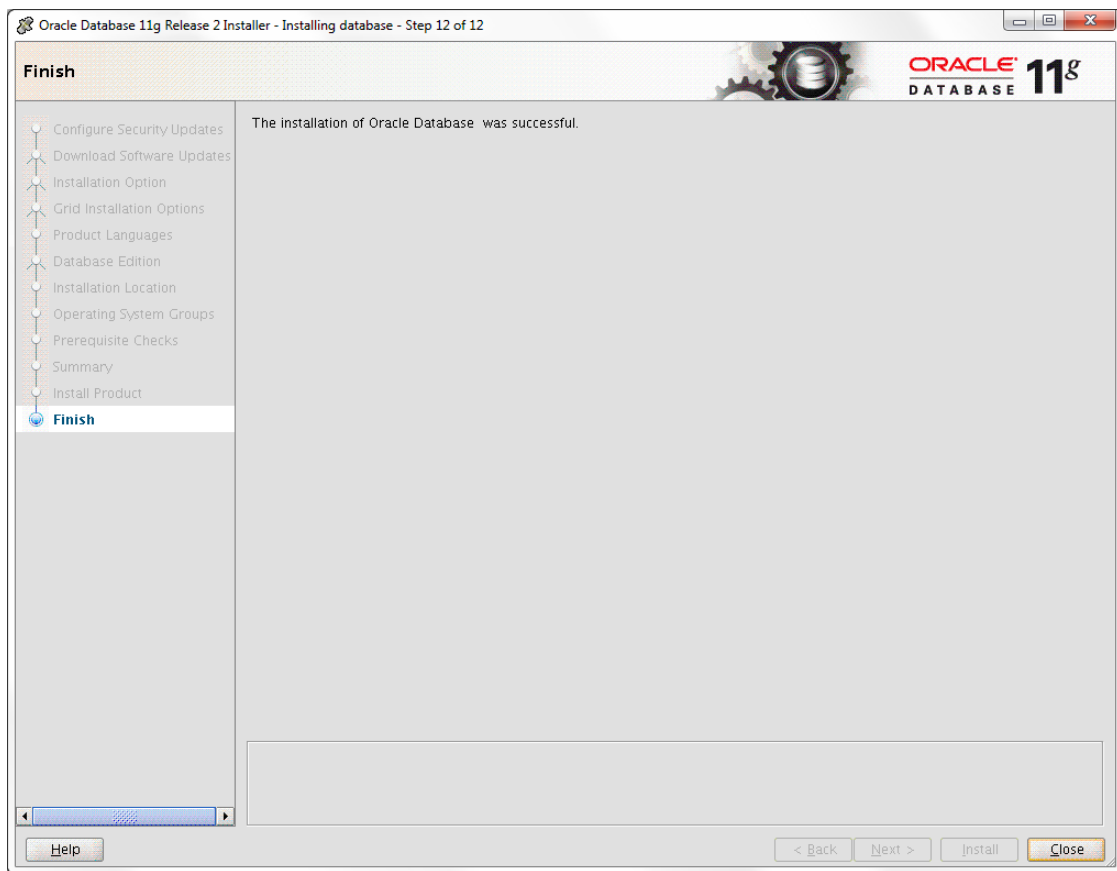 Oracle Database 11g Release 2 Installer - Installing database - Step 12 of 12
Finish
ORACLE
DATABASE
11g
Configure Security Updates
Download Software Updates
Installation Option
Grid Installation Options
Product Languages
Database Edition
Installation Location
Operating System Groups
Prerequisite Checks
Summary
Install Product
Finish
The installation of Oracle Database was successful.
Help
< Back
Next >
Install
Close